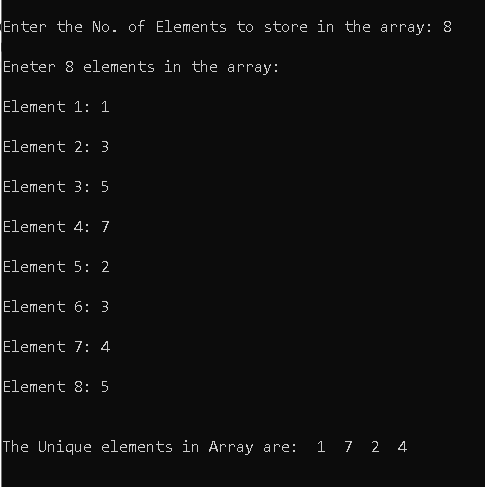 Enter the No. of Elements to store in the array: 8
Eneter 8 elements in the array:
Element 1: 1
Element 2: 3
Element 3: 5
Element 4: 7
Element 5: 2
Element 6: 3
Element 7: 4
Element 8: 5
The Unique elements in Array are:  1  7  2  4